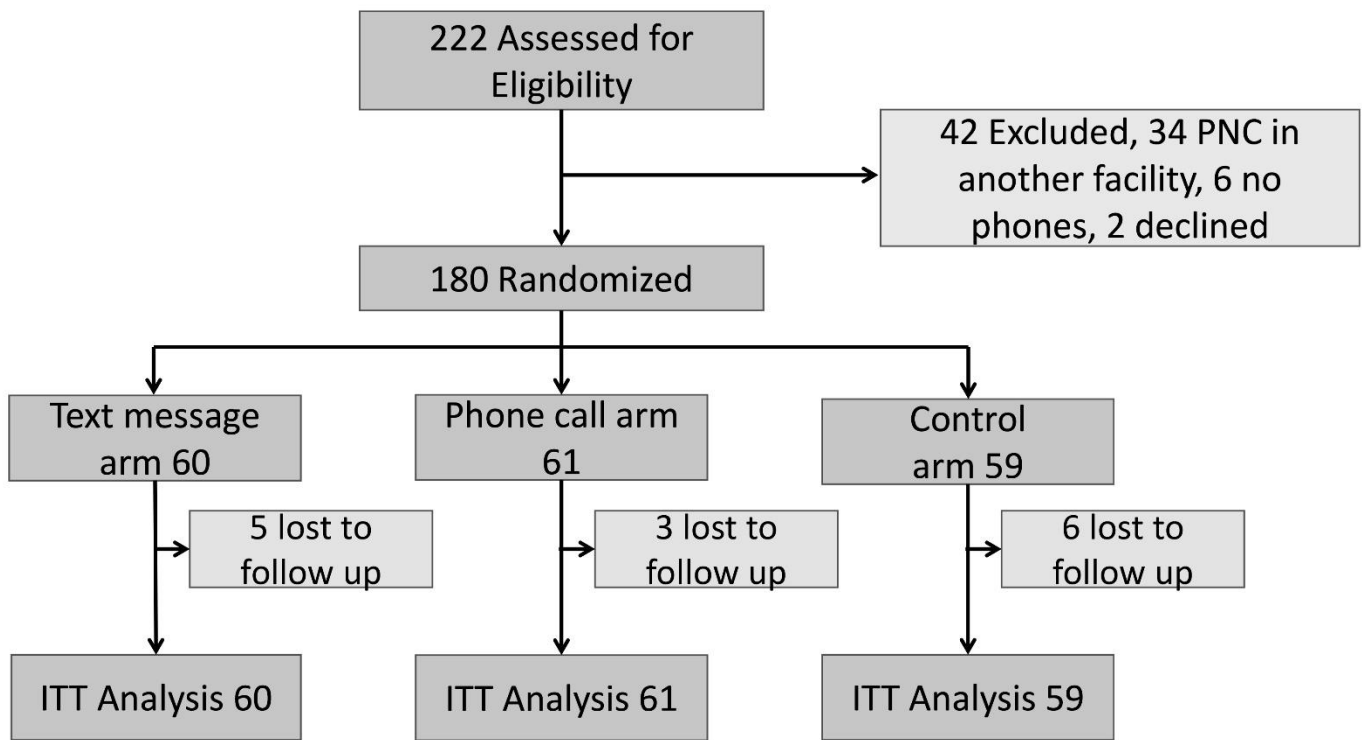 222 Assessed for
Eligibility
42 Excluded, 34 PNC in
another facility, 6 no
phones, 2 declined
180 Randomized
Text message
arm 60
Phone call arm
61
Control
arm 59
5 lost to
follow up
3 lost to
follow up
6 lost to
follow up
ITT Analysis 60
ITT Analysis 61
ITT Analysis 59